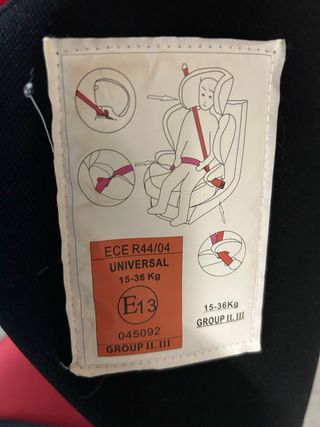 ECE R44/04
UNIVERSAL
15-36 Kg
E13
045092
GROUP II. III
15-36Kg
GROUP II. III